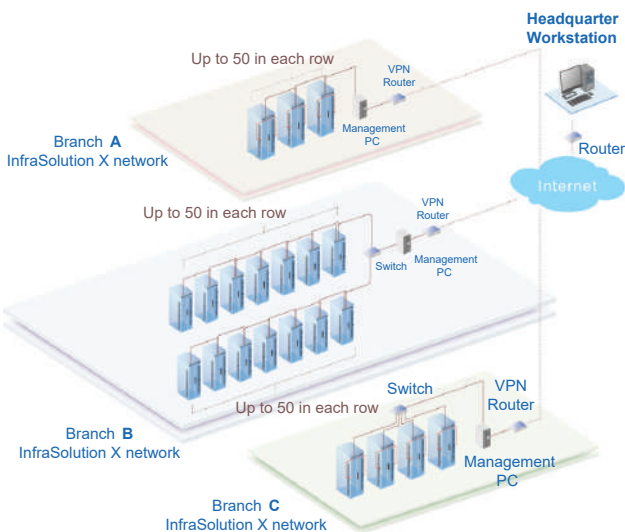 Headquarter
Workstation
Up to 50 in each row
VPN
Router
Management
PC
Branch A
InfraSolution X network
Router
Internet
Up to 50 in each row
VPN
Router
Switch
Management
PC
Up to 50 in each row
Branch B
InfraSolution X network
Switch
VPN
Router
Management
PC
Branch C
InfraSolution X network